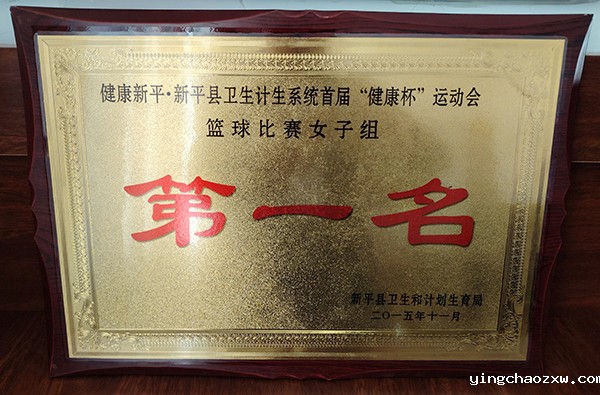 健康新平·新平县卫生计生系统首届“健康杯”运动会
篮球比赛女子组
第一名
新平县卫生和计划生育局
二〇一五年十一月
yingchaozxw.com